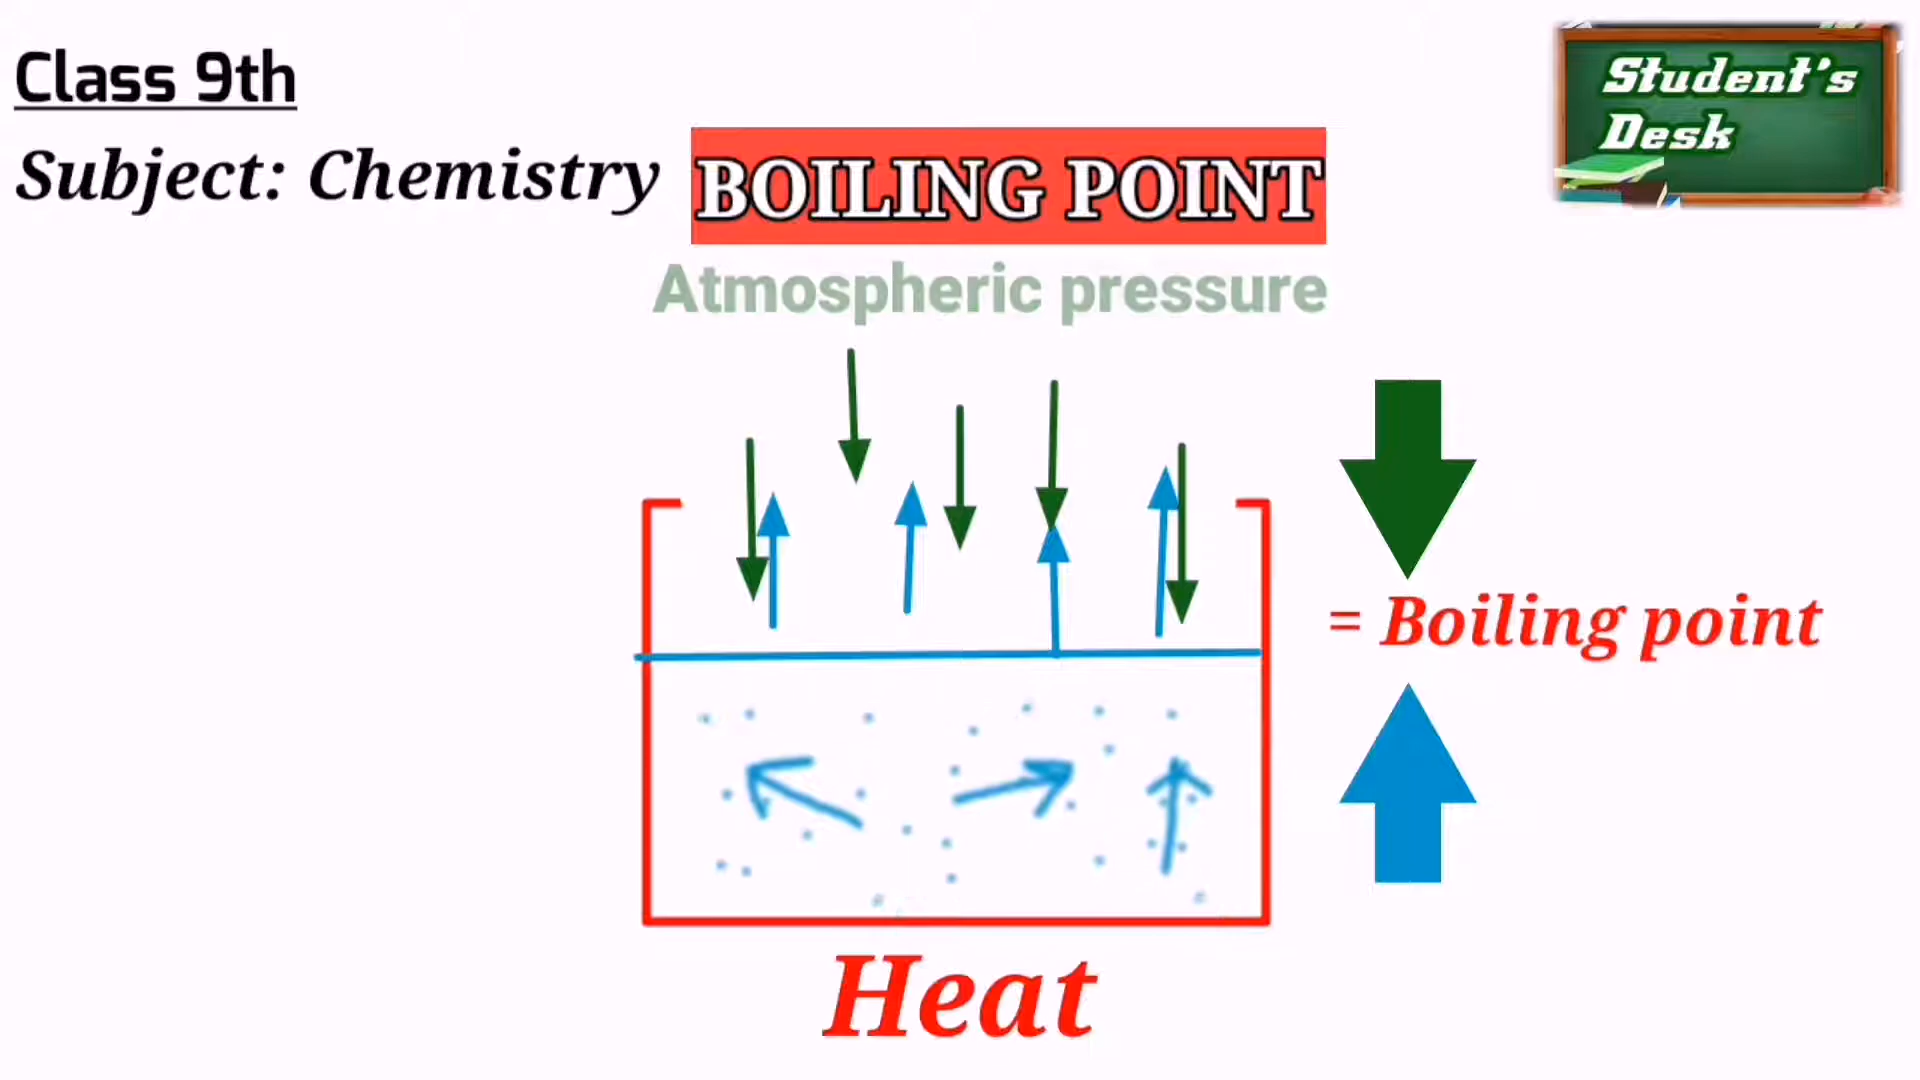 Class 9th
Student's
Desk
Subject: Chemistry
BOILING POINT
Atmospheric pressure
= Boiling point
Heat